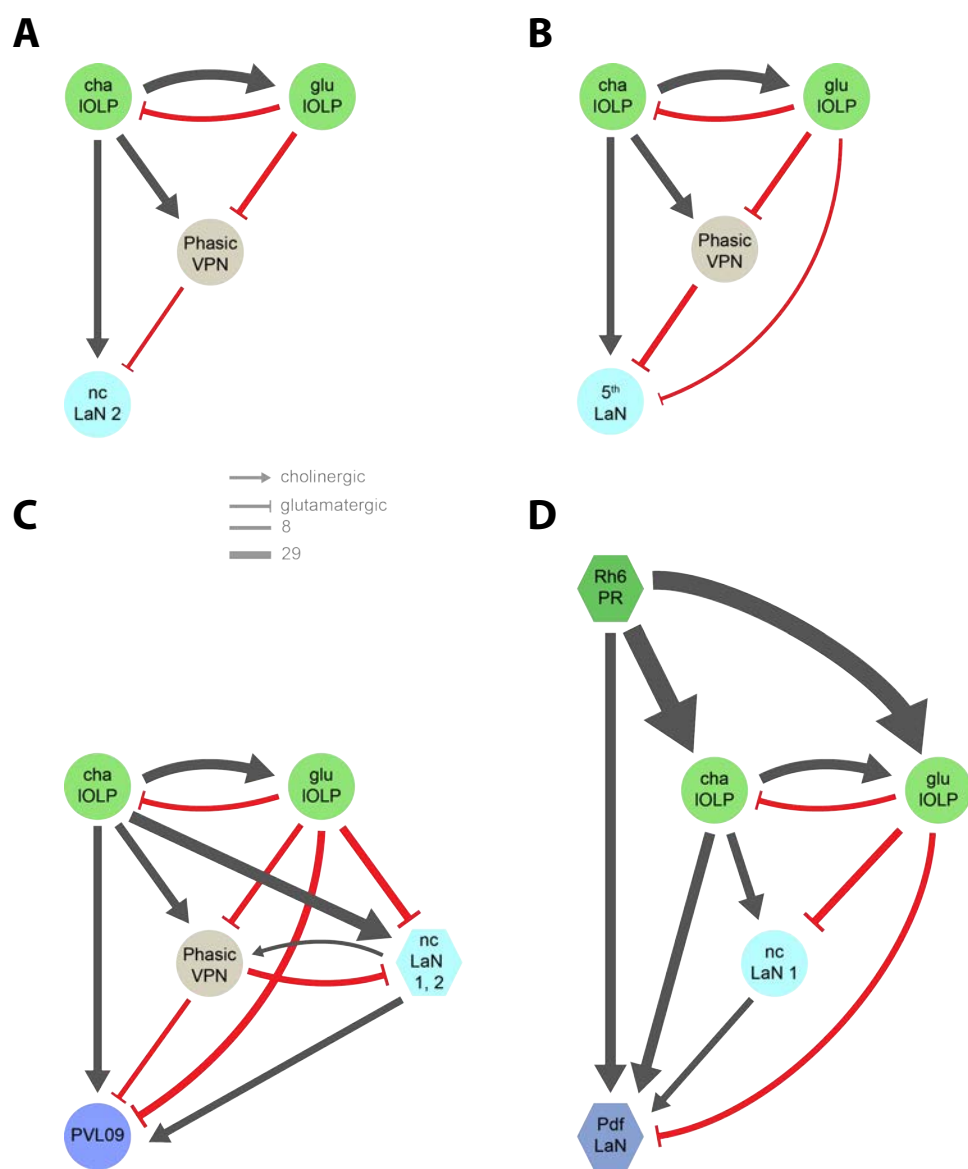 A
cha
lOLP
glu
lOLP
Phasic
VPN
nc
LaN 2
B
cha
lOLP
glu
lOLP
Phasic
VPN
5th
LaN
cholinergic
glutamatergic
8
29
C
cha
lOLP
glu
lOLP
Phasic
VPN
nc
LaN
1, 2
PVL09
D
Rh6
PR
cha
lOLP
glu
lOLP
nc
LaN 1
Pdf
LaN